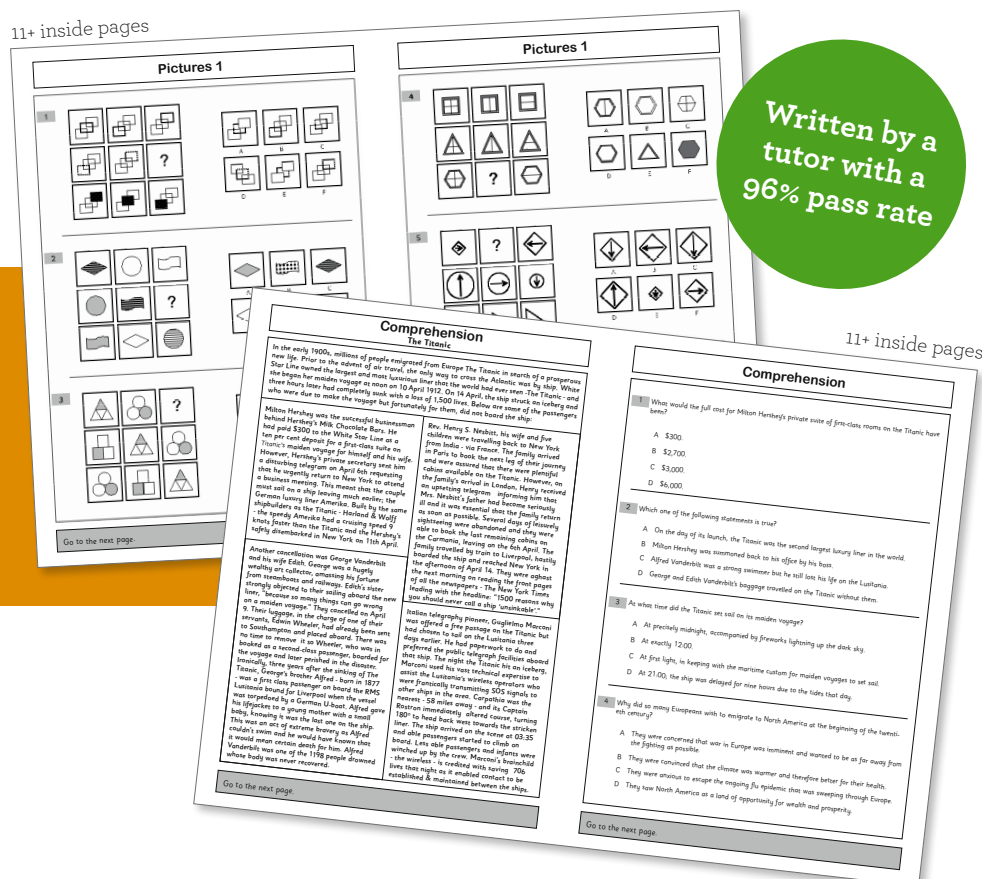 11+ inside pages
Pictures 1
1
?
A B C
D E F
2
?
A B C
3
?
Go to the next page.
Pictures 1
4
?
A B C
D E F
5
?
A B C
D E F
Written by a
tutor with a
96% pass rate
11+ inside pages
Comprehension
The Titanic
In the early 1900s, millions of people emigrated from Europe The Titanic in search of a prosperous
new life. Prior to the advent of air travel, the only way to cross the Atlantic was by ship. White
Star Line owned the largest and most luxurious liner that the world had ever seen -The Titanic - and
she began her maiden voyage at noon on 10 April 1912. On 14 April, the ship struck an iceberg and
three hours later had completely sunk with a loss of 1,500 lives. Below are some of the passengers
who were due to make the voyage but fortunately for them, did not board the ship:
Milton Hershey was the successful businessman
behind Hershey's Milk Chocolate Bars. He
had paid $300 to the White Star Line as a
ten per cent deposit for a first-class suite on
Titanic's maiden voyage for himself and his wife.
However, Hershey's private secretary sent him
a disturbing telegram on April 6th requesting
that he urgently return to New York to attend
a business meeting. This meant that the couple
must sail on a ship leaving much earlier; the
German luxury liner Amerika. Built by the same
shipbuilders as the Titanic - Harland & Wolff
- the speedy Amerika had a cruising speed 9
knots faster than the Titanic and the Hershey's
safely disembarked in New York on 11th April.
Another cancellation was George Vanderbilt
and his wife Edith. George was a hugely
wealthy art collector, amassing his fortune
from steamboats and railways. Edith's sister
strongly objected to their sailing aboard the new
liner, "because so many things can go wrong
on a maiden voyage." They cancelled on April
9. Their luggage, in the charge of one of their
servants, Edwin Wheeler, had already been sent
to Southampton and placed aboard. There was
no time to remove it so Wheeler, who was in
booked as a second-class passenger, boarded for
the voyage and later perished in the disaster.
Ironically, three years after the sinking of The
Titanic, George's brother Alfred - born in 1877
- was a first class passenger on board the RMS
Lusitania bound for Liverpool when the vessel
was torpedoed by a German U-boat. Alfred gave
his lifejacket to a young mother with a small
baby, knowing it was the last one on the ship.
This was an act of extreme bravery as Alfred
couldn't swim and he would have known that
it would mean certain death for him. Alfred
Vanderbilt was one of the 1198 people drowned
whose body was never recovered.
Rev. Henry S. Nesbitt, his wife and five
children were travelling back to New York
from India - via France. The family arrived
in Paris to book the next leg of their journey
and were assured that there were plentiful
cabins available on the Titanic. However, on
the family's arrival in London, Henry received
an upsetting telegram informing him that
Mrs. Nesbitt's father had become seriously
ill and it was essential that the family return
as soon as possible. Several days of leisurely
sightseeing were abandoned and they were
able to book the last remaining cabins on
the Carmania, leaving on the 6th April. The
family travelled by train to Liverpool, hastily
boarded the ship and reached New York in
the afternoon of April 14. They were aghast
the next morning on reading the front pages
of all the newspapers - The New York Times
leading with the headline: "1500 reasons why
you should never call a ship 'unsinkable'."
Italian telegraphy pioneer, Guglielmo Marconi
was offered a free passage on the Titanic but
had chosen to sail on the Lusitania three
days earlier. He had paperwork to do and
preferred the public telegraph facilities aboard
that ship. The night the Titanic hit an iceberg,
Marconi used his vast technical expertise to
assist the Lusitania's wireless operators who
were frantically transmitting SOS signals to
other ships in the area. Carpathia was the
nearest - 58 miles away - and its Captain
Rostron immediately altered course, turning
180° to head back west towards the stricken
liner. The ship arrived on the scene at 03:35
and able passengers started to climb on
board. Less able passengers and infants were
winched up by the crew. Marconi's brainchild
- the wireless - is credited with saving 706
lives that night as it enabled contact to be
established & maintained between the ships.
Go to the next page.
Comprehension
1 What would the full cost for Milton Hershey's private suite of first-class rooms on the Titanic have
been?
A $300.
B $2,700.
C $3,000.
D $6,000.
2 Which one of the following statements is true?
A On the day of its launch, the Titanic was the second largest luxury liner in the world.
B Milton Hershey was summoned back to his office by his boss.
C Alfred Vanderbilt was a strong swimmer but he still lost his life on the Lusitania.
D George and Edith Vanderbilt's baggage travelled on the Titanic without them.
3 At what time did the Titanic set sail on its maiden voyage?
A At precisely midnight, accompanied by fireworks lightning up the dark sky.
B At exactly 12:00.
C At first light, in keeping with the maritime custom for maiden voyages to set sail.
D At 21:00, the ship was delayed for nine hours due to the tides that day.
4 Why did so many Europeans with to emigrate to North America at the beginning of the twenti-
eth century?
A They were concerned that war in Europe was imminent and wanted to be as far away from
the fighting as possible.
B They were convinced that the climate was warmer and therefore better for their health.
C They were anxious to escape the ongoing flu epidemic that was sweeping through Europe.
D They saw North America as a land of opportunity for wealth and prosperity.
Go to the next page.